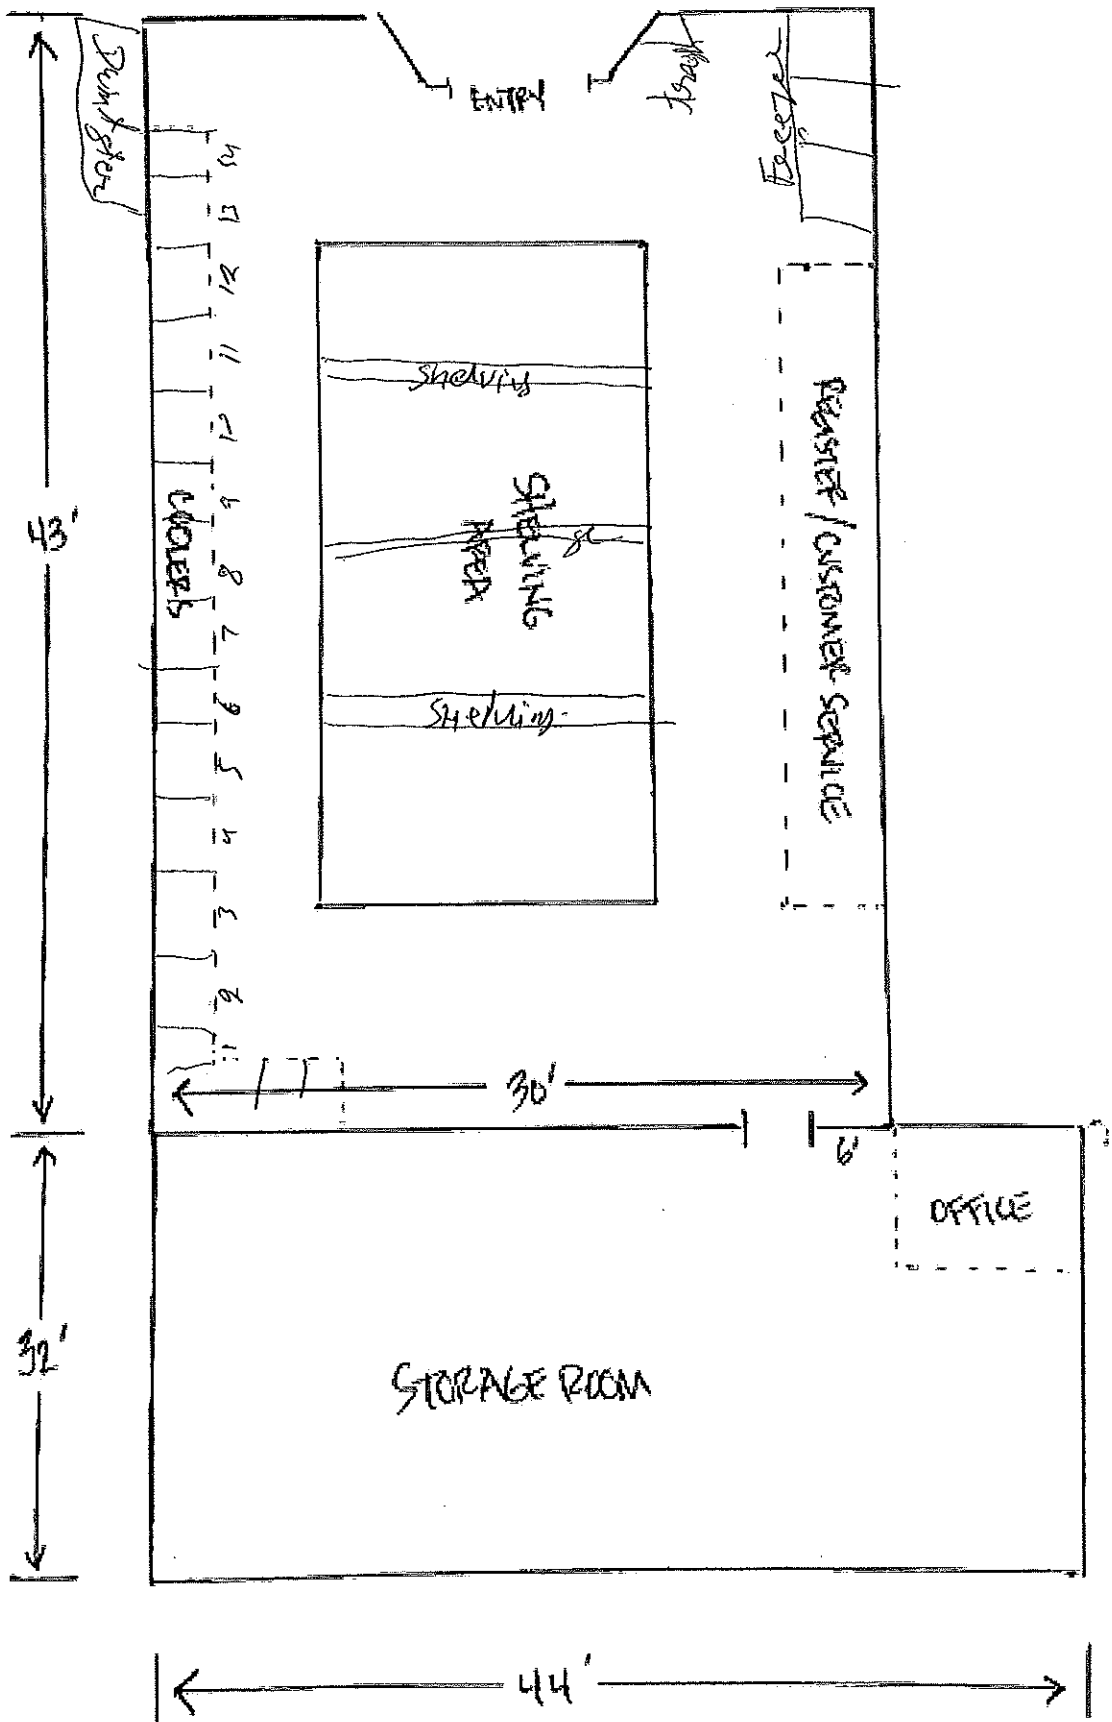 Dumpster
ENTRY
trash
Freezer
14
13
12
11
10
9
8
7
6
5
4
3
2
1
COOLERS
Shelving
SHELVING
AREA
Shelving
REGISTER / CUSTOMER SERVICE
43'
30'
6'
OFFICE
32'
STORAGE ROOM
44'